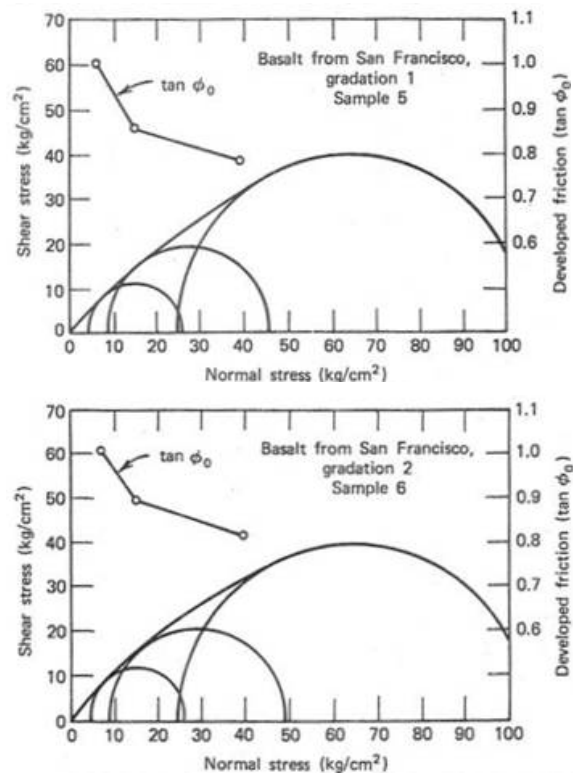 70
60
50
40
30
20
10
0
Shear stress (kg/cm²)
tan ϕ₀
Basalt from San Francisco,
gradation 1
Sample 5
1.1
1.0
0.9
0.8
0.7
0.6
Developed friction (tan ϕ₀)
0 10 20 30 40 50 60 70 80 90 100
Normal stress (kg/cm²)
70
60
50
40
30
20
10
0
Shear stress (kg/cm²)
tan ϕ₀
Basalt from San Francisco,
gradation 2
Sample 6
1.1
1.0
0.9
0.8
0.7
0.6
Developed friction (tan ϕ₀)
0 10 20 30 40 50 60 70 80 90 100
Normal stress (kg/cm²)